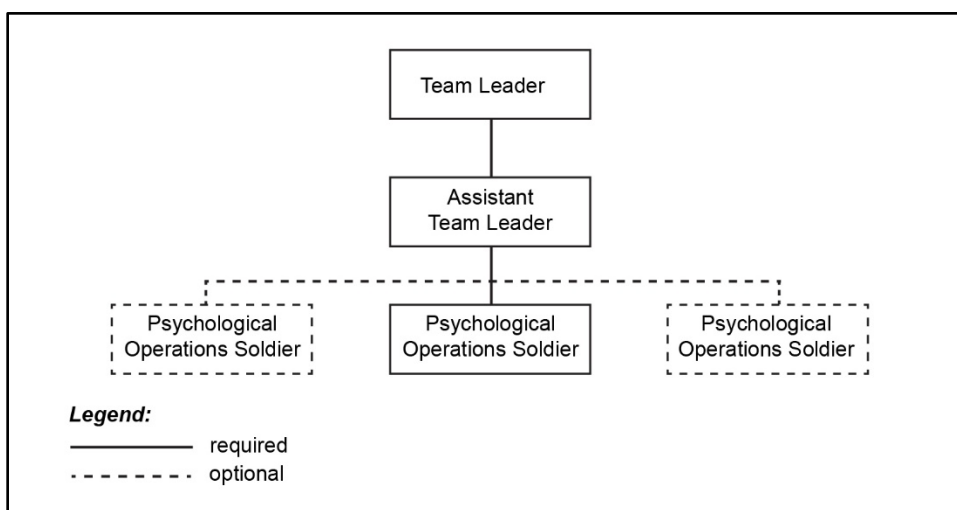 Team Leader
Assistant
Team Leader
Psychological
Operations Soldier
Psychological
Operations Soldier
Psychological
Operations Soldier
Legend:
required
optional